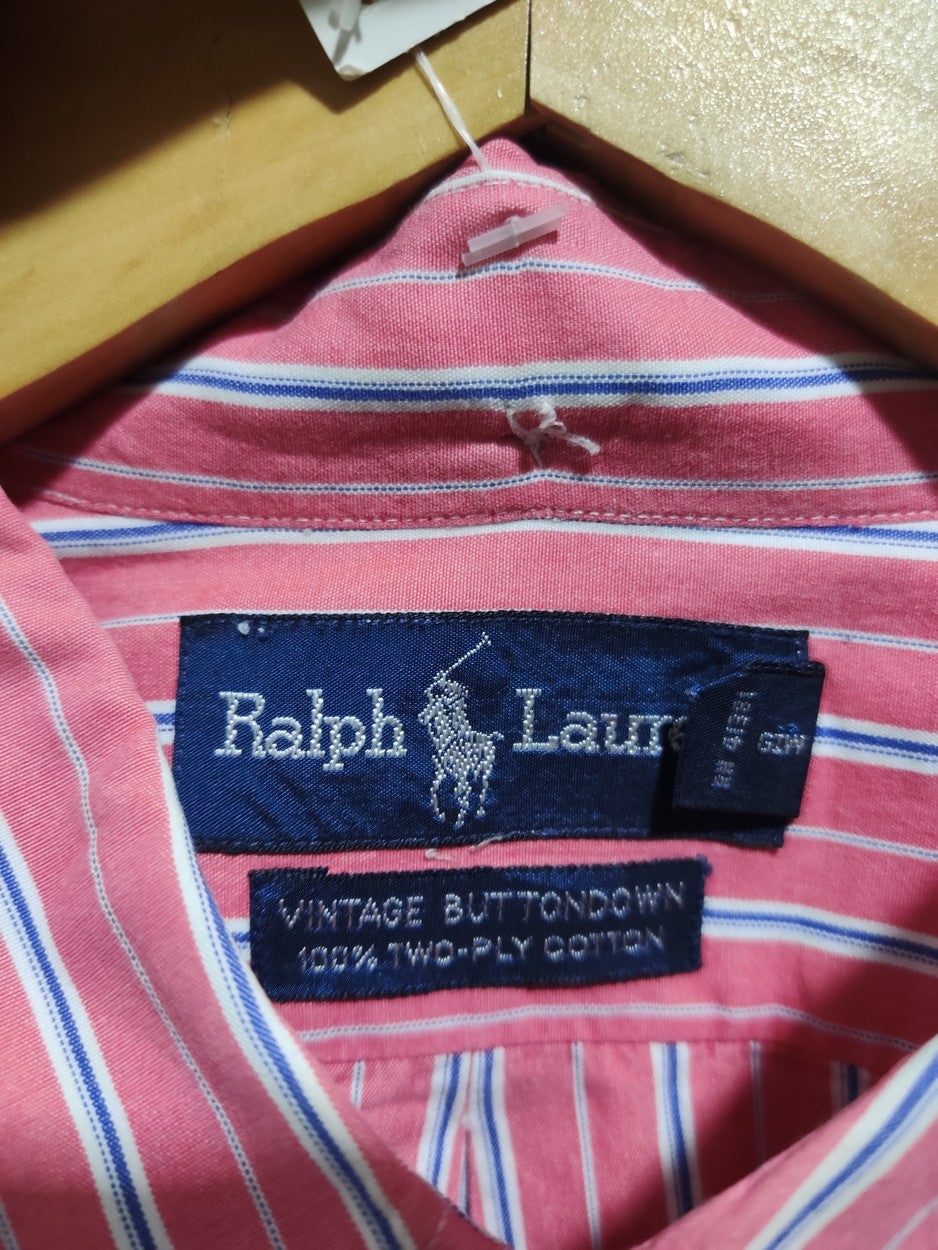 Ralph Laure
VINTAGE BUTTONDOWN
100% TWO-PLY COTTON